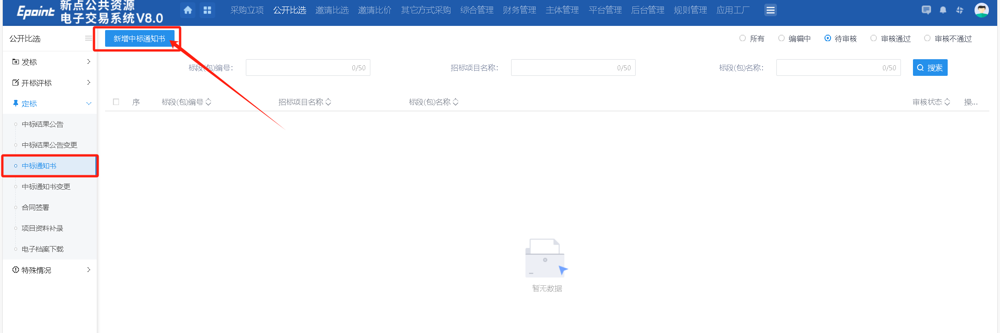 Epoint 新点公共资源
电子交易系统V8.0
采购立项 公开比选 邀请比选 邀请比价 其它方式采购 综合管理 财务管理 主体管理 平台管理 后台管理 规则管理 应用工厂
公开比选
新增中标通知书
所有 编辑中 待审核 审核通过 审核不通过
发标
标段(包)编号： 0/50 招标项目名称： 0/50 标段(包)名称： 0/50 搜索
开标评标
定标
序 标段(包)编号 招标项目名称 标段(包)名称 审核状态 操...
中标结果公告
中标结果公告变更
中标通知书
中标通知书变更
合同签署
项目资料补录
电子档案下载
特殊情况
暂无数据